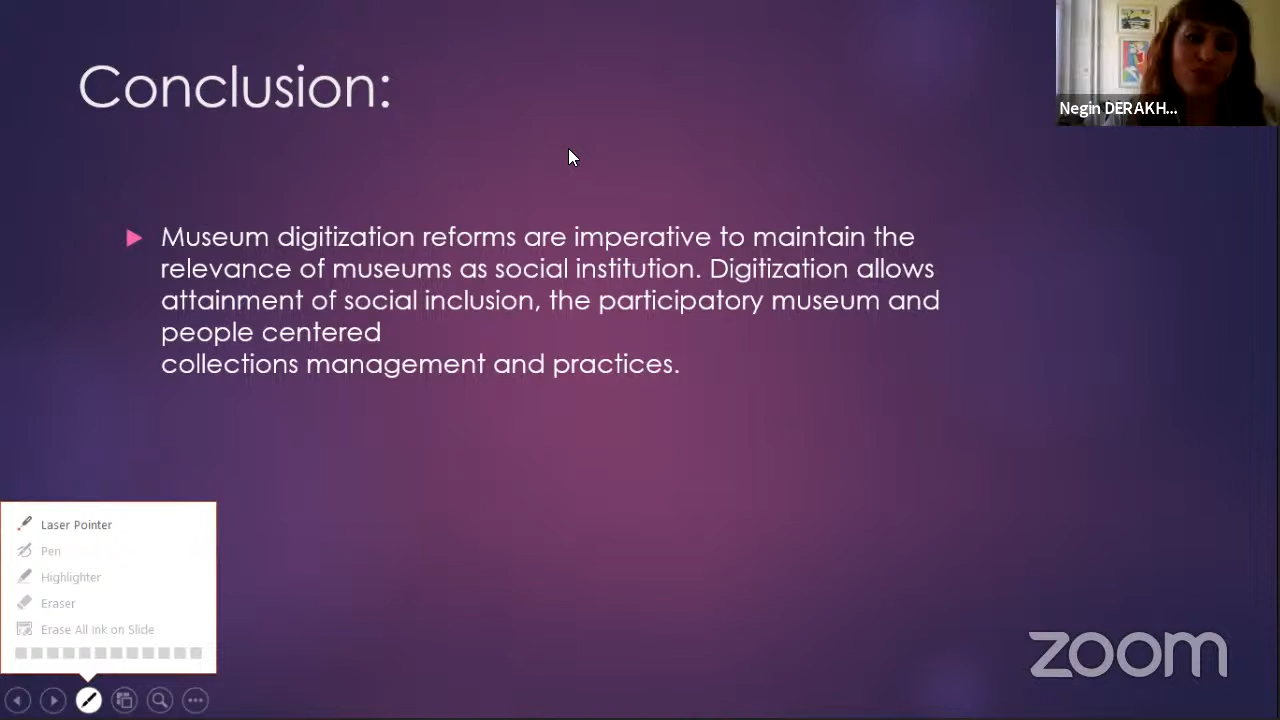 Conclusion:
Negin DERAKH...
Museum digitization reforms are imperative to maintain the
relevance of museums as social institution. Digitization allows
attainment of social inclusion, the participatory museum and
people centered
collections management and practices.
Laser Pointer
Pen
Highlighter
Eraser
Erase All Ink on Slide
zoom